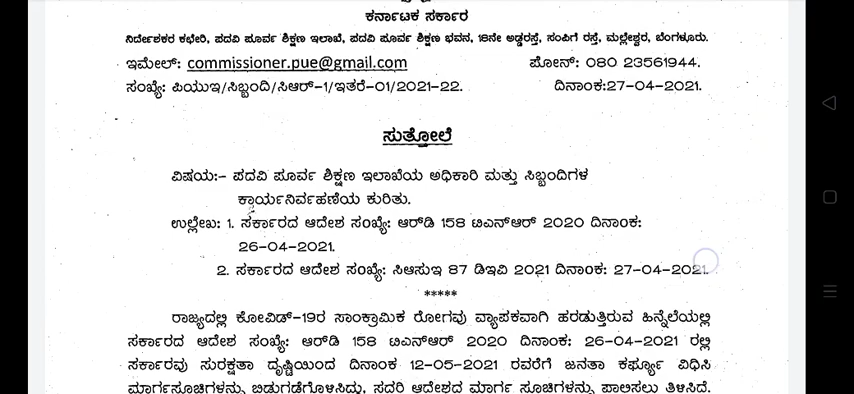 ಕರ್ನಾಟಕ ಸರ್ಕಾರ
ನಿರ್ದೇಶಕರ ಕಛೇರಿ, ಪದವಿ ಪೂರ್ವ ಶಿಕ್ಷಣ ಇಲಾಖೆ, ಪದವಿ ಪೂರ್ವ ಶಿಕ್ಷಣ ಭವನ, 18ನೇ ಅಡ್ಡರಸ್ತೆ, ಸಂಪಿಗೆ ರಸ್ತೆ, ಮಲ್ಲೇಶ್ವರ, ಬೆಂಗಳೂರು.
ಇಮೇಲ್: commissioner.pue@gmail.com ಪೋನ್: 080 23561944.
ಸಂಖ್ಯೆ: ಪಿಯುಇ/ಸಿಬ್ಬಂದಿ/ಸಿಆರ್-1/ಇತರೆ-01/2021-22. ದಿನಾಂಕ:27-04-2021.
ಸುತ್ತೋಲೆ
ವಿಷಯ:- ಪದವಿ ಪೂರ್ವ ಶಿಕ್ಷಣ ಇಲಾಖೆಯ ಅಧಿಕಾರಿ ಮತ್ತು ಸಿಬ್ಬಂದಿಗಳ
ಕಾರ್ಯನಿರ್ವಹಣೆಯ ಕುರಿತು.
ಉಲ್ಲೇಖ: 1. ಸರ್ಕಾರದ ಆದೇಶ ಸಂಖ್ಯೆ: ಆರ್‌ಡಿ 158 ಟಿಎನ್‌ಆರ್ 2020 ದಿನಾಂಕ:
26-04-2021.
2. ಸರ್ಕಾರದ ಆದೇಶ ಸಂಖ್ಯೆ: ಸಿಆಸುಇ 87 ಡಿಇವಿ 2021 ದಿನಾಂಕ: 27-04-2021.
*****
ರಾಜ್ಯದಲ್ಲಿ ಕೋವಿಡ್-19ರ ಸಾಂಕ್ರಾಮಿಕ ರೋಗವು ವ್ಯಾಪಕವಾಗಿ ಹರಡುತ್ತಿರುವ ಹಿನ್ನೆಲೆಯಲ್ಲಿ
ಸರ್ಕಾರದ ಆದೇಶ ಸಂಖ್ಯೆ: ಆರ್‌ಡಿ 158 ಟಿಎನ್‌ಆರ್ 2020 ದಿನಾಂಕ: 26-04-2021 ರಲ್ಲಿ
ಸರ್ಕಾರವು ಸುರಕ್ಷತಾ ದೃಷ್ಟಿಯಿಂದ ದಿನಾಂಕ 12-05-2021 ರವರೆಗೆ ಜನತಾ ಕರ್ಫ್ಯೂ ವಿಧಿಸಿ
ಮಾರ್ಗಸೂಚಿಗಳನ್ನು ಬಿಡುಗಡೆಗೊಳಿಸಿದ್ದು, ಸದರಿ ಆದೇಶದ ಮಾರ್ಗ ಸೂಚಿಗಳನ್ನು ಪಾಲಿಸಲು ತಿಳಿಸಿದೆ.